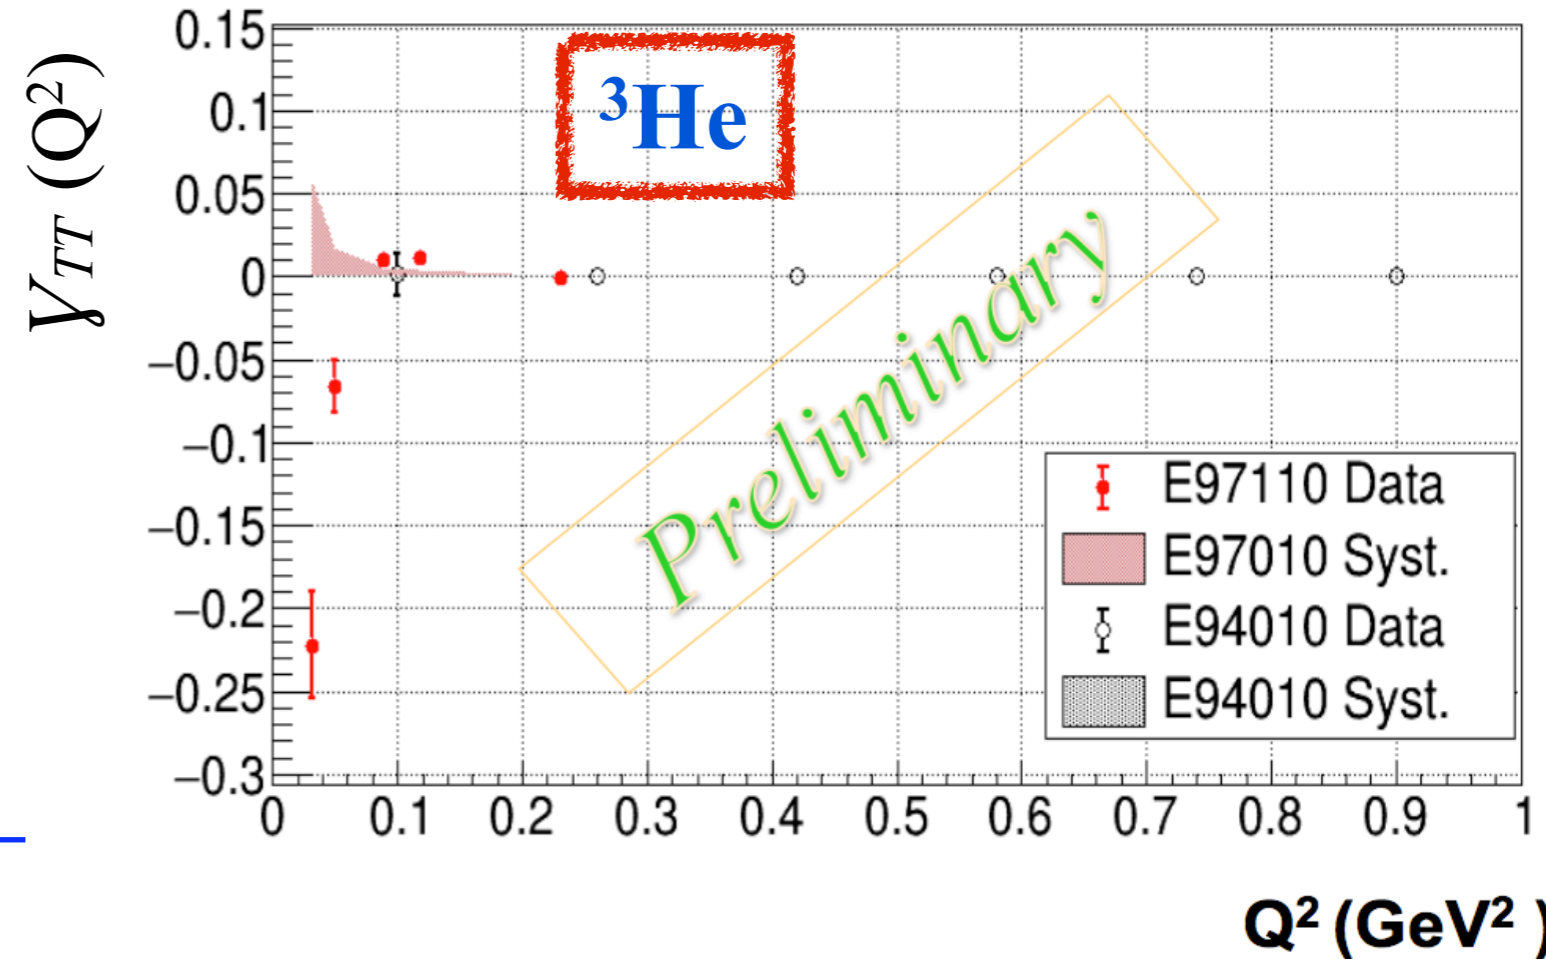 γTT (Q²)
0.15
0.1
0.05
0
−0.05
−0.1
−0.15
−0.2
−0.25
−0.3
³He
Preliminary
E97110 Data
E97010 Syst.
E94010 Data
E94010 Syst.
0 0.1 0.2 0.3 0.4 0.5 0.6 0.7 0.8 0.9 1
Q² (GeV² )